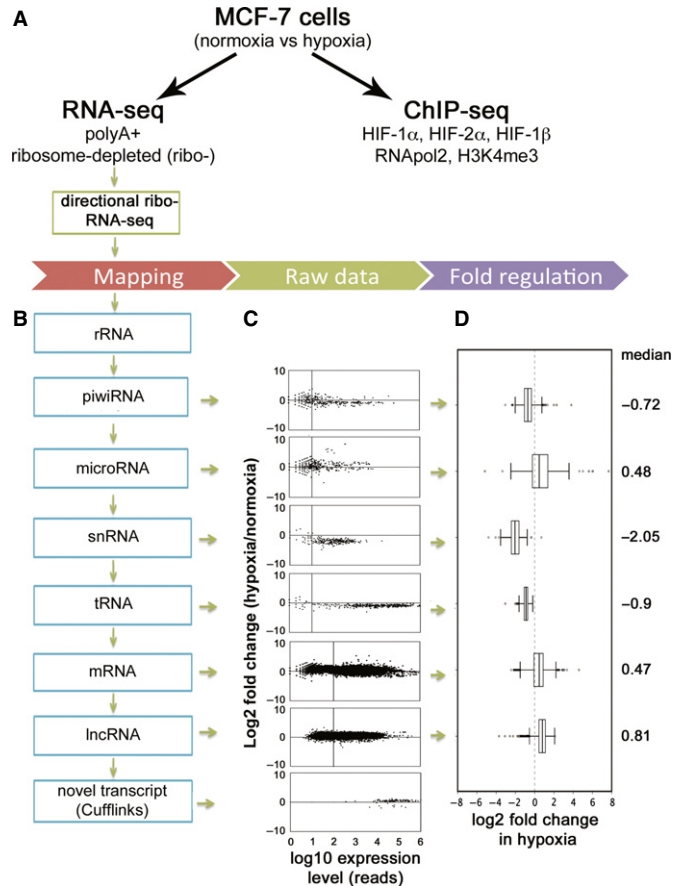 A
MCF-7 cells
(normoxia vs hypoxia)
RNA-seq
polyA+
ribosome-depleted (ribo-)
ChIP-seq
HIF-1α, HIF-2α, HIF-1β
RNApol2, H3K4me3
directional ribo-
RNA-seq
Mapping
Raw data
Fold regulation
B
rRNA
piwiRNA
microRNA
snRNA
tRNA
mRNA
lncRNA
novel transcript
(Cufflinks)
C
Log2 fold change (hypoxia/normoxia)
10
0
−10
10
0
−10
10
0
−10
10
0
−10
10
0
−10
10
0
−10
10
0
−10
0 1 2 3 4 5 6
log10 expression
level (reads)
D
median
−0.72
0.48
−2.05
−0.9
0.47
0.81
−8 −6 −4 −2 0 2 4 6 8
log2 fold change
in hypoxia